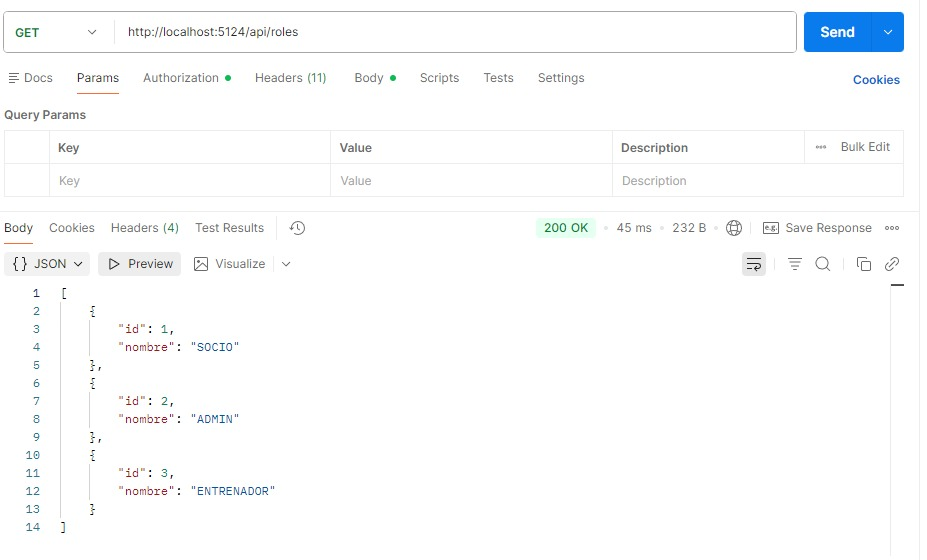 GET http://localhost:5124/api/roles Send
Docs Params Authorization Headers (11) Body Scripts Tests Settings Cookies
Query Params
Key Value Description Bulk Edit
Key Value Description
Body Cookies Headers (4) Test Results 200 OK 45 ms 232 B e.g. Save Response
{} JSON Preview Visualize
1 [
2 {
3 "id": 1,
4 "nombre": "SOCIO"
5 },
6 {
7 "id": 2,
8 "nombre": "ADMIN"
9 },
10 {
11 "id": 3,
12 "nombre": "ENTRENADOR"
13 }
14 ]